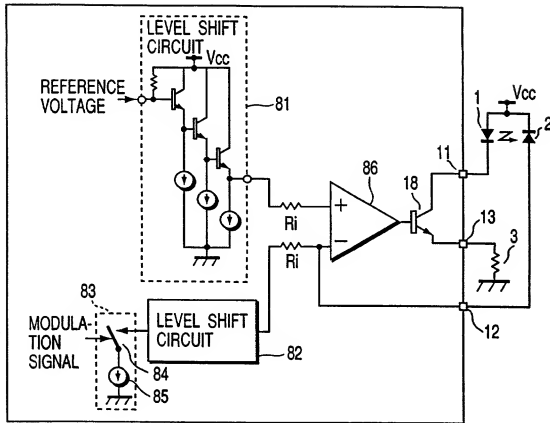 LEVEL SHIFT
CIRCUIT
Vcc
REFERENCE
VOLTAGE
81
Vcc
1
2
11
86
18
13
Ri
+
−
Ri
3
12
83
MODULA-
TION
SIGNAL
84
85
LEVEL SHIFT
CIRCUIT
82